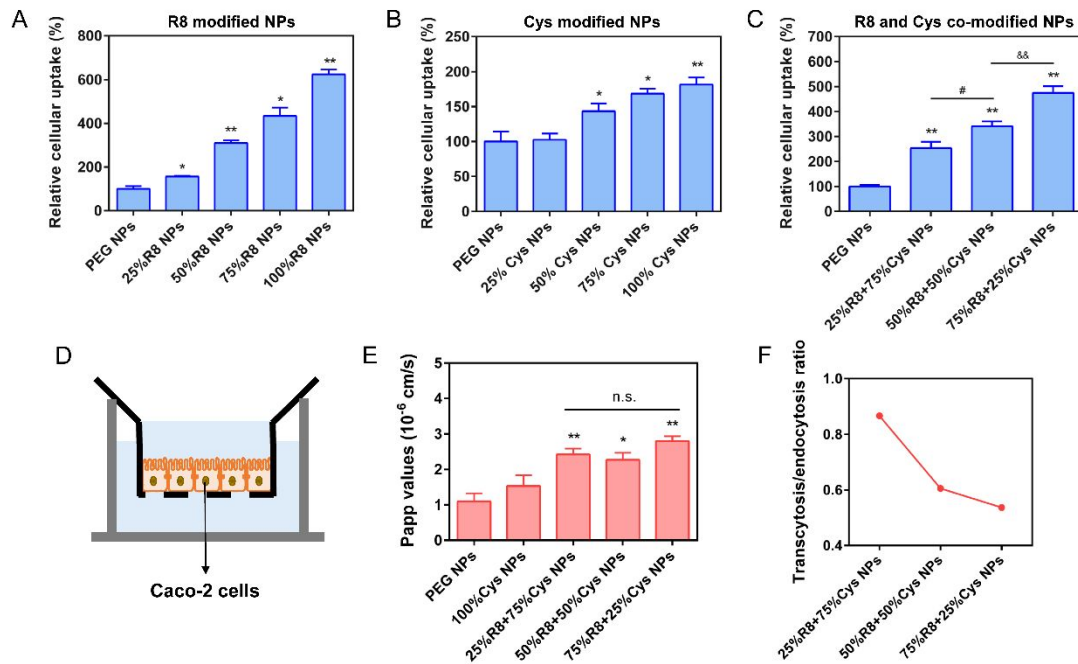 A
R8 modified NPs
Relative cellular uptake (%)
800
600
400
200
0
*
**
*
**
PEG NPs
25%R8 NPs
50%R8 NPs
75%R8 NPs
100%R8 NPs
B
Cys modified NPs
Relative cellular uptake (%)
250
200
150
100
50
0
*
*
**
PEG NPs
25% Cys NPs
50% Cys NPs
75% Cys NPs
100% Cys NPs
C
R8 and Cys co-modified NPs
Relative cellular uptake (%)
700
600
500
400
300
200
100
0
&&
#
**
**
**
PEG NPs
25%R8+75%Cys NPs
50%R8+50%Cys NPs
75%R8+25%Cys NPs
D
Caco-2 cells
E
Papp values (10⁻⁶ cm/s)
5
4
3
2
1
0
n.s.
**
*
**
PEG NPs
100%Cys NPs
25%R8+75%Cys NPs
50%R8+50%Cys NPs
75%R8+25%Cys NPs
F
Transcytosis/endocytosis ratio
1.0
0.8
0.6
0.4
25%R8+75%Cys NPs
50%R8+50%Cys NPs
75%R8+25%Cys NPs